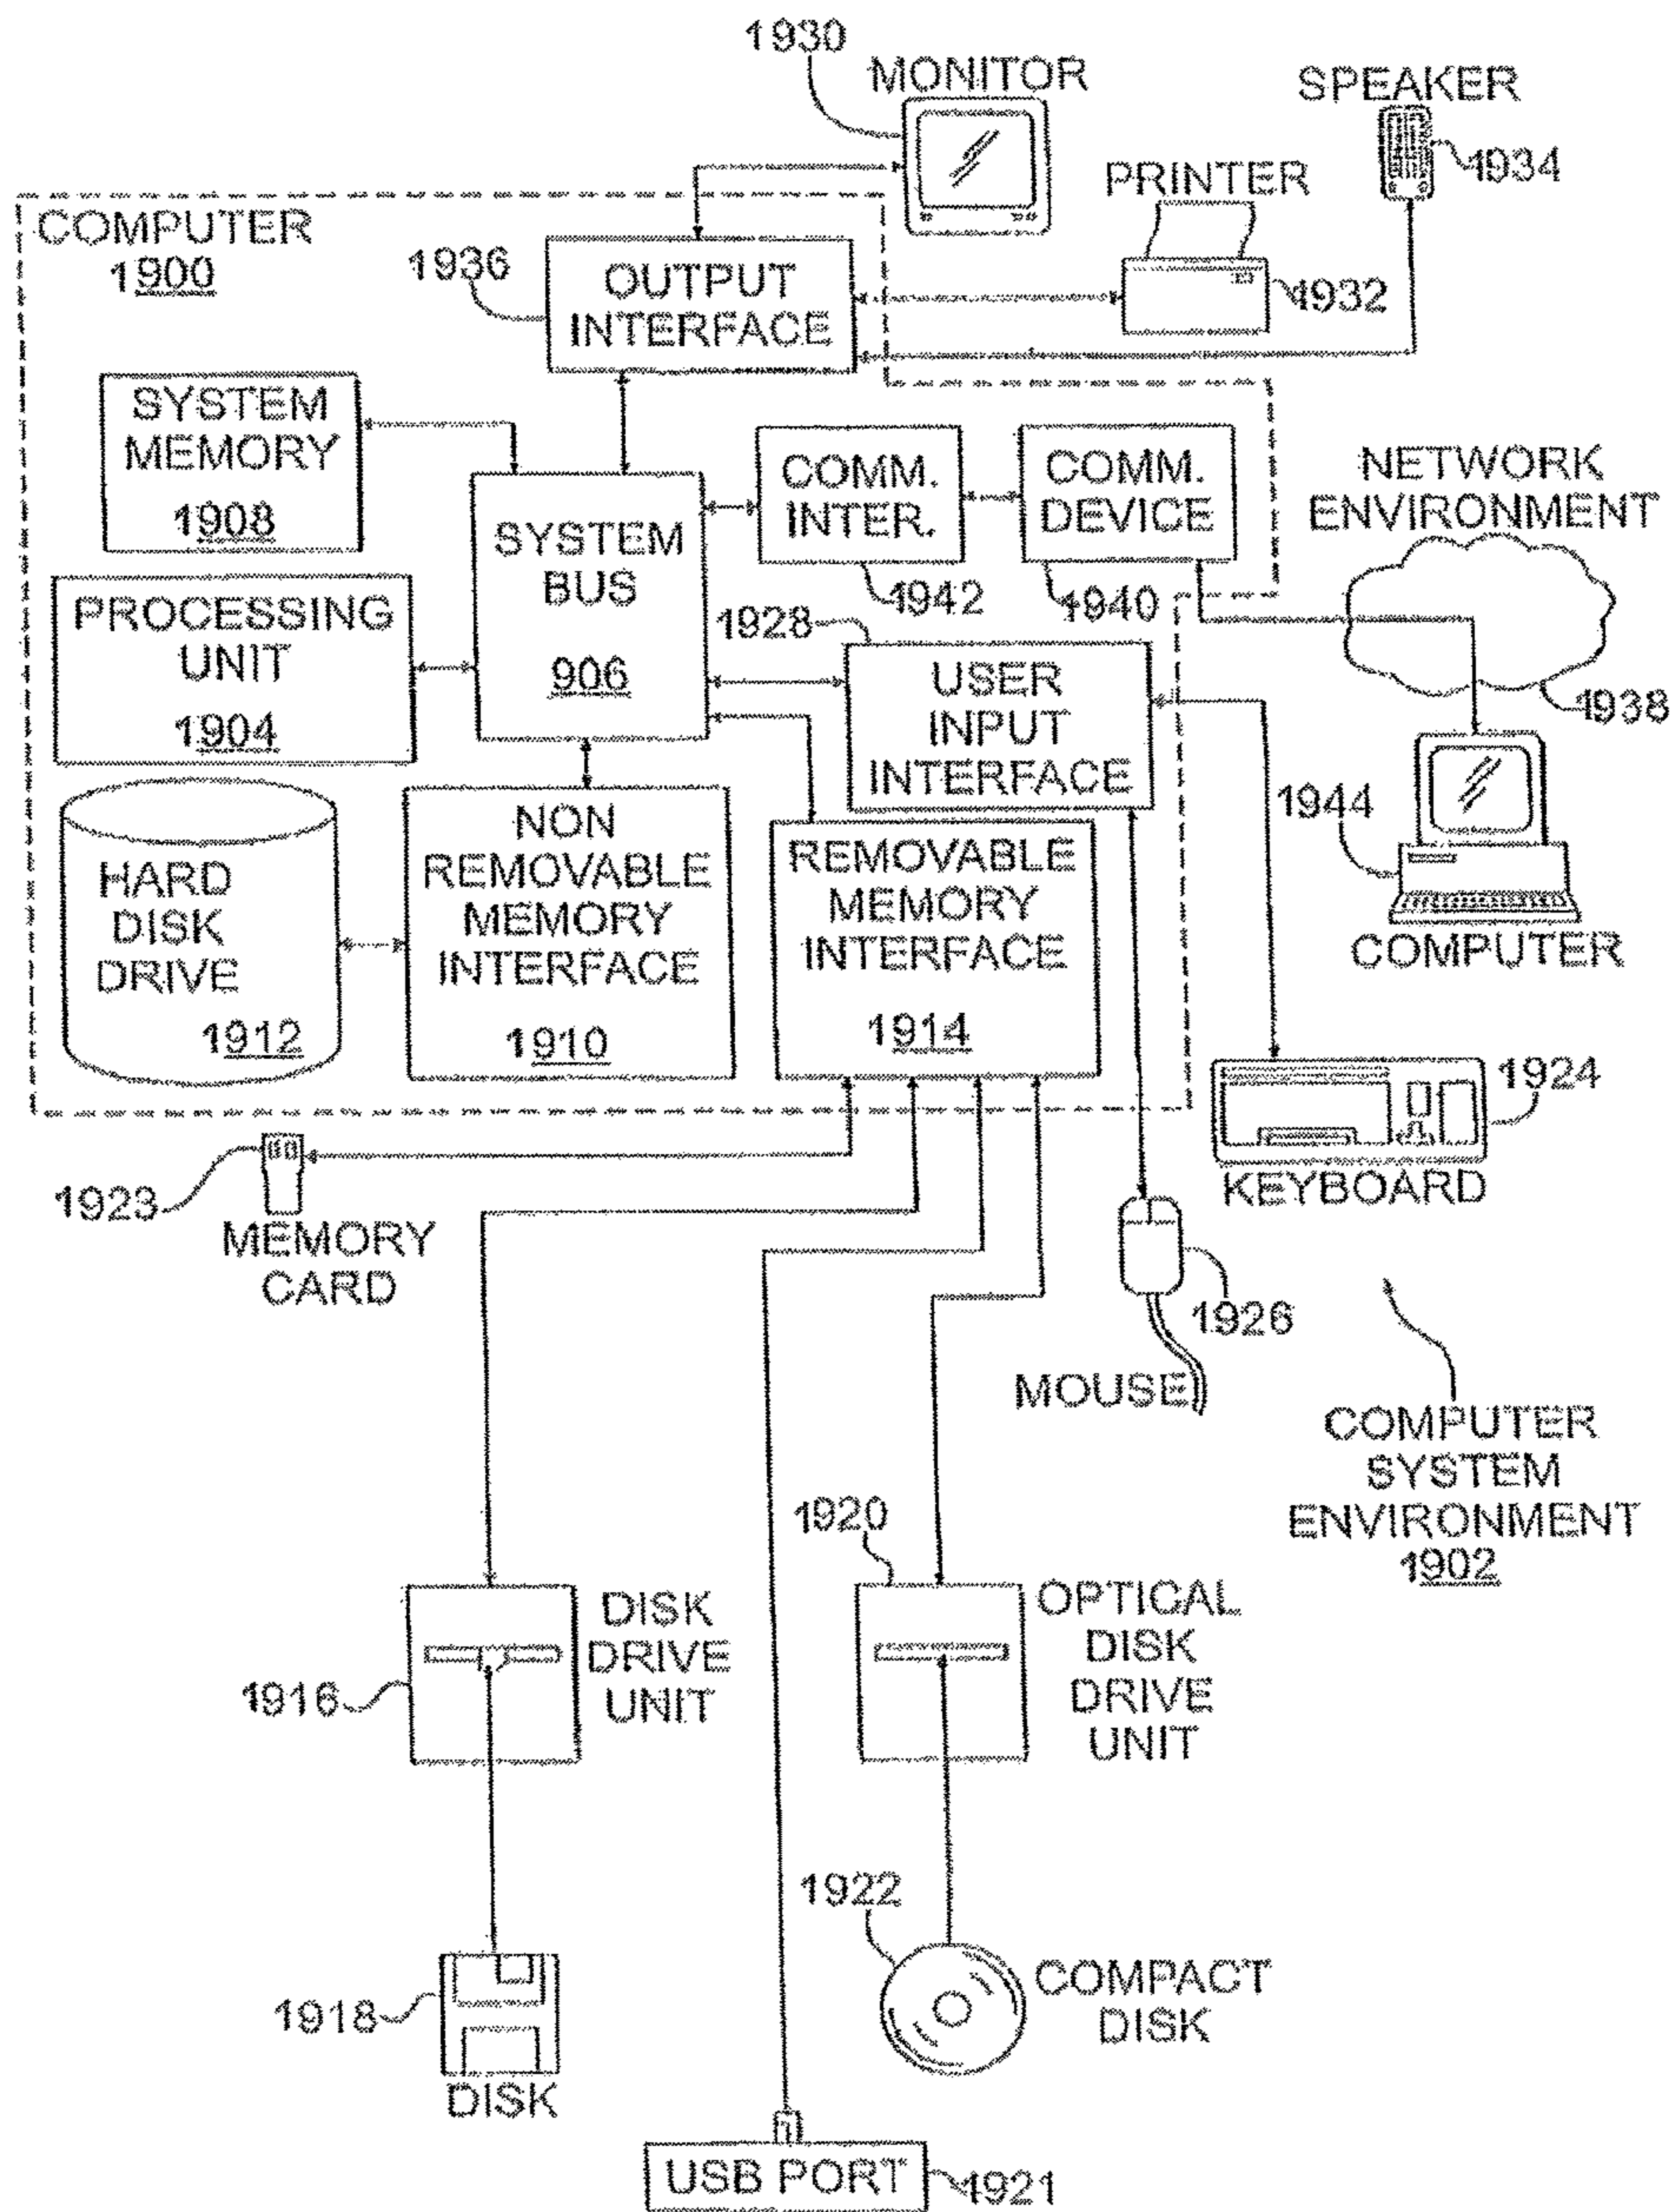 1930
MONITOR
SPEAKER
1934
PRINTER
1932
COMPUTER
1900
1936
OUTPUT
INTERFACE
SYSTEM
MEMORY
1908
SYSTEM
BUS
906
COMM.
INTER.
1942
COMM.
DEVICE
1940
NETWORK
ENVIRONMENT
1938
PROCESSING
UNIT
1904
1928
USER
INPUT
INTERFACE
1944
COMPUTER
HARD
DISK
DRIVE
1912
NON
REMOVABLE
MEMORY
INTERFACE
1910
REMOVABLE
MEMORY
INTERFACE
1914
1924
KEYBOARD
1923
MEMORY
CARD
1926
MOUSE
COMPUTER
SYSTEM
ENVIRONMENT
1902
1916
DISK
DRIVE
UNIT
1920
OPTICAL
DISK
DRIVE
UNIT
1918
DISK
1922
COMPACT
DISK
USB PORT
1921